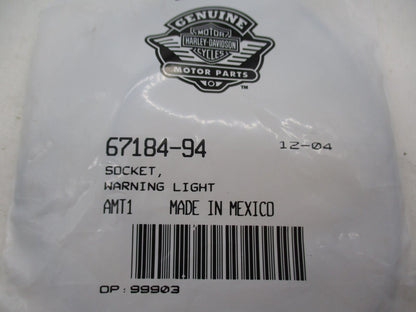 GENUINE
MOTOR
HARLEY-DAVIDSON
CYCLES
MOTOR PARTS
TM
67184-94 12-04
SOCKET,
WARNING LIGHT
AMT1 MADE IN MEXICO
OP:99903